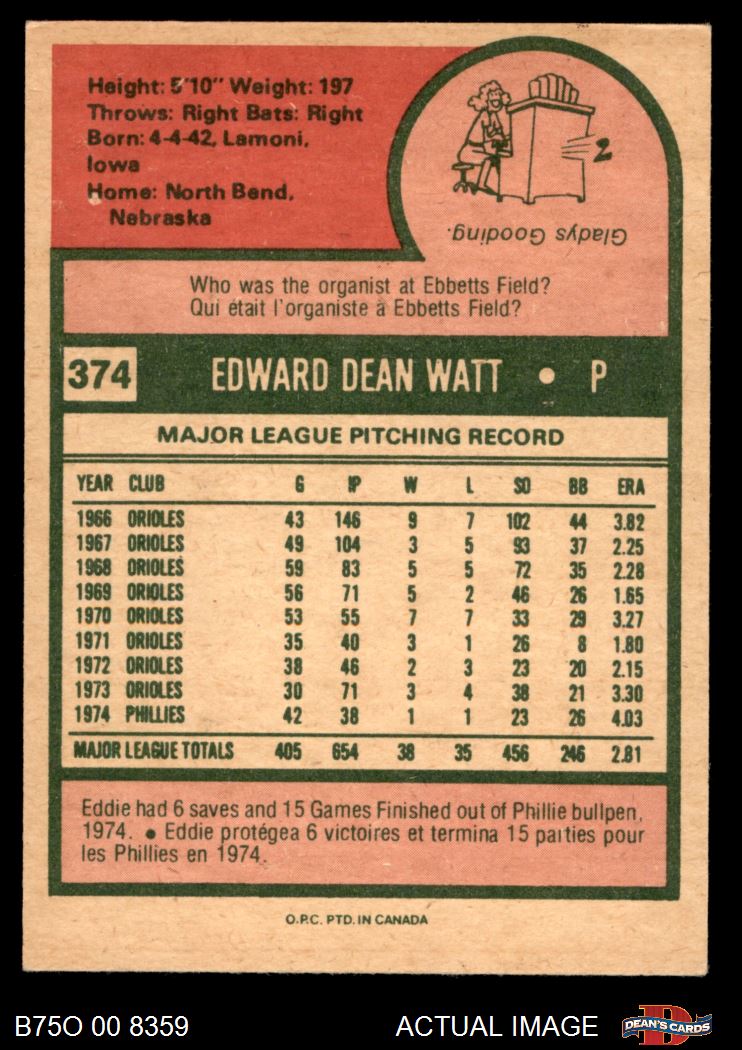 Height: 5'10" Weight: 197
Throws: Right Bats: Right
Born: 4-4-42, Lamoni,
Iowa
Home: North Bend,
Nebraska
2
Gladys Gooding.
Who was the organist at Ebbetts Field?
Qui était l'organiste à Ebbetts Field?
374 EDWARD DEAN WATT • P
MAJOR LEAGUE PITCHING RECORD
YEAR CLUB G IP W L SO BB ERA
1966 ORIOLES 43 146 9 7 102 44 3.82
1967 ORIOLES 49 104 3 5 93 37 2.25
1968 ORIOLES 59 83 5 5 72 35 2.28
1969 ORIOLES 56 71 5 2 46 26 1.65
1970 ORIOLES 53 55 7 7 33 29 3.27
1971 ORIOLES 35 40 3 1 26 8 1.80
1972 ORIOLES 38 46 2 3 23 20 2.15
1973 ORIOLES 30 71 3 4 38 21 3.30
1974 PHILLIES 42 38 1 1 23 26 4.03
MAJOR LEAGUE TOTALS 405 654 38 35 456 246 2.81
Eddie had 6 saves and 15 Games Finished out of Phillie bullpen,
1974. • Eddie protégea 6 victoires et termina 15 parties pour
les Phillies en 1974.
O.P.C. PTD. IN CANADA
B75O 00 8359 ACTUAL IMAGE D DEAN'S CARDS